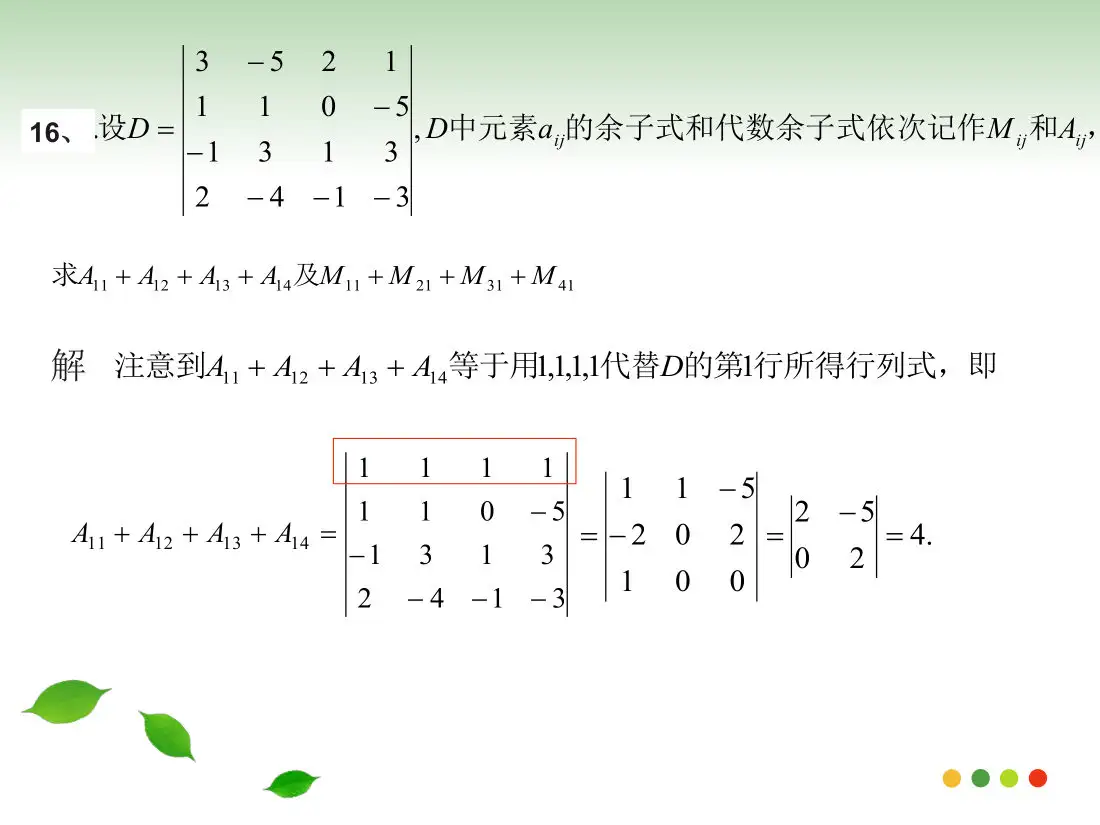 16、.设D = | 3 −5 2 1 | , D中元素aij的余子式和代数余子式依次记作Mij和Aij，
| 1 1 0 −5 |
| −1 3 1 3 |
| 2 −4 −1 −3 |
求A11 + A12 + A13 + A14及M11 + M21 + M31 + M41
解 注意到A11 + A12 + A13 + A14等于用1,1,1,1代替D的第1行所得行列式，即
A11 + A12 + A13 + A14 = | 1 1 1 1 | = | 1 1 −5 | = | 2 −5 | = 4.
| 1 1 0 −5 | | −2 0 2 | | 0 2 |
| −1 3 1 3 | | 1 0 0 |
| 2 −4 −1 −3 |